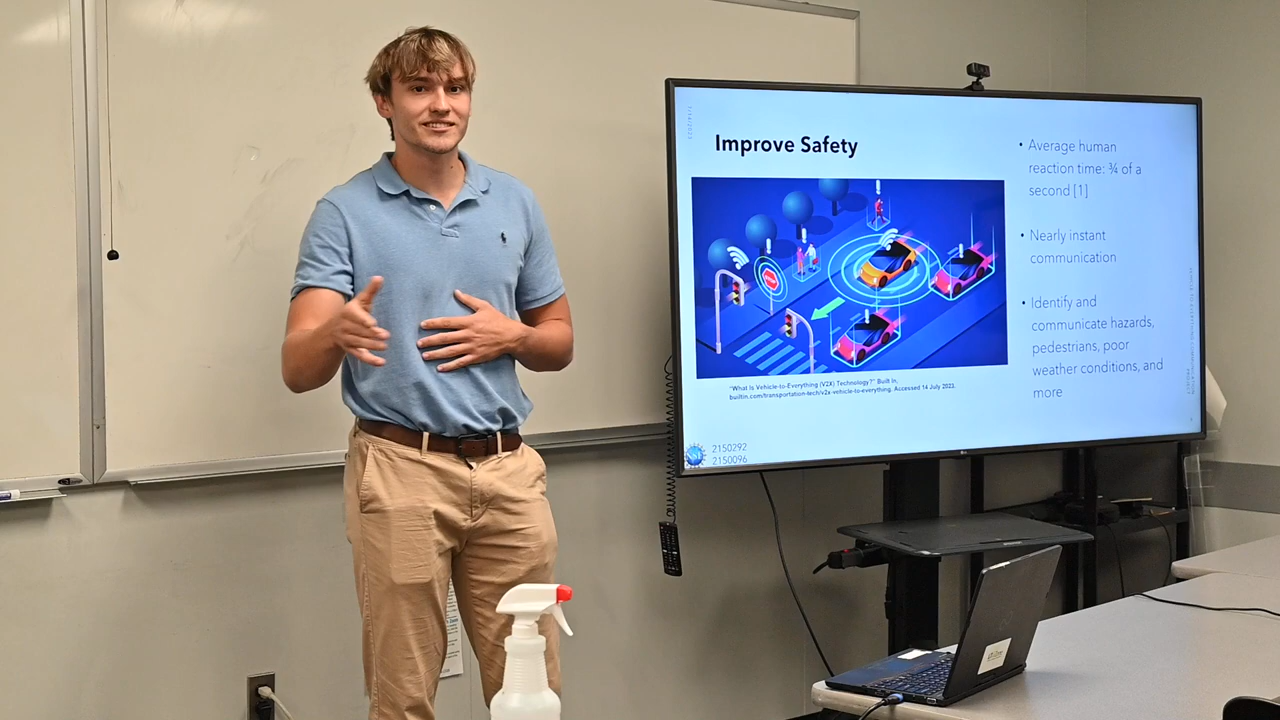 Improve Safety
• Average human
reaction time: ¾ of a
second [1]
• Nearly instant
communication
• Identify and
communicate hazards,
pedestrians, poor
weather conditions, and
more
"What Is Vehicle-to-Everything (V2X) Technology?" Built In,
builtin.com/transportation-tech/v2x-vehicle-to-everything. Accessed 14 July 2023.
2150292
2150096